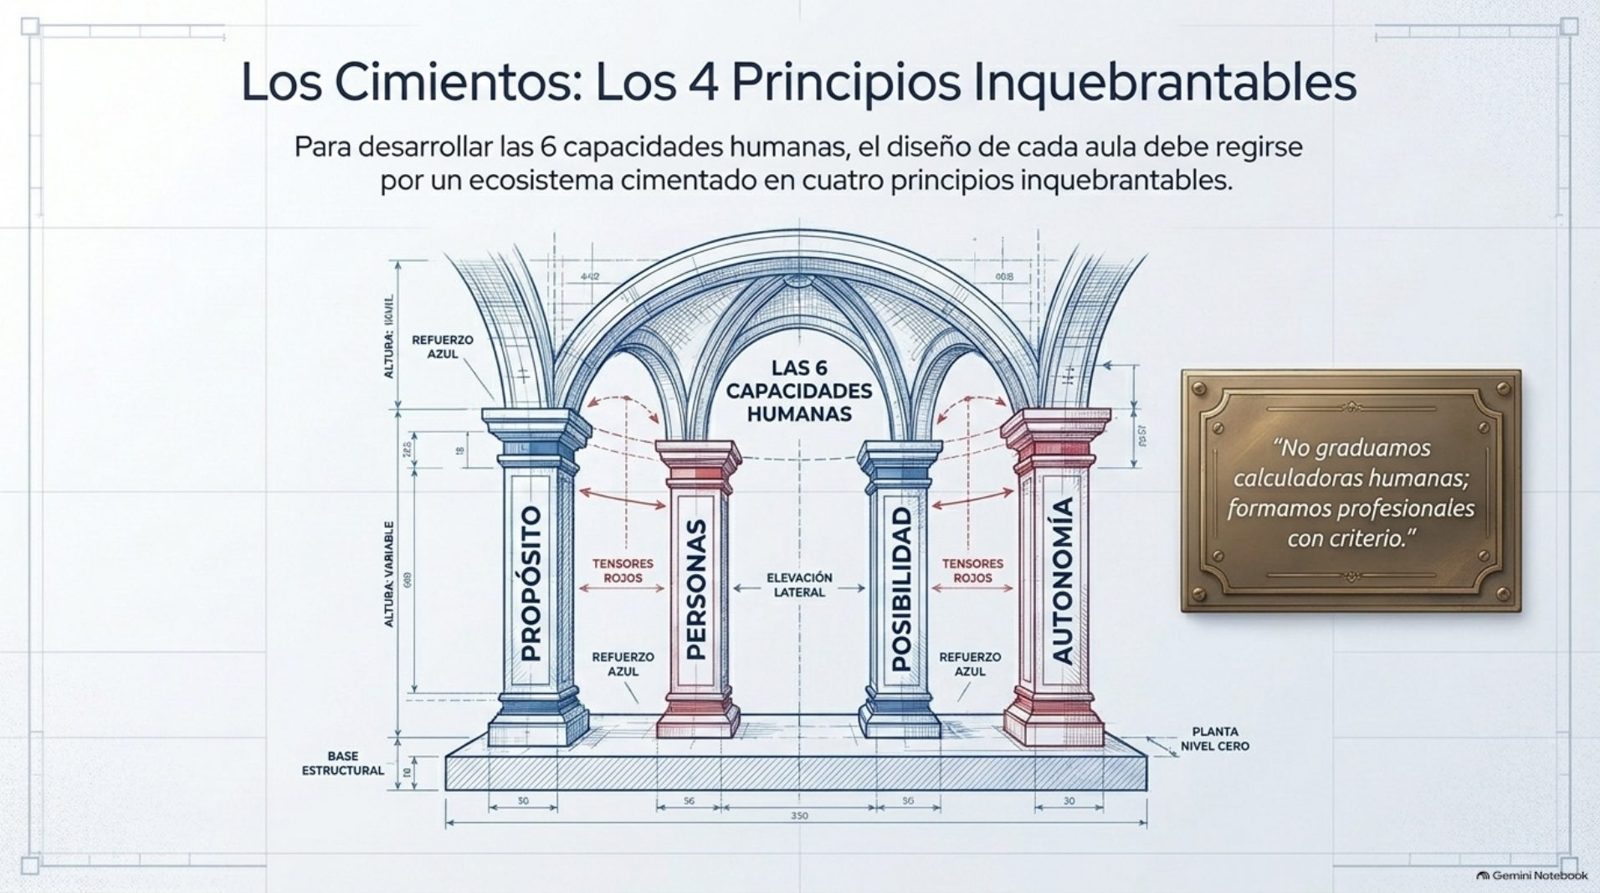 Los Cimientos: Los 4 Principios Inquebrantables
Para desarrollar las 6 capacidades humanas, el diseño de cada aula debe regirse
por un ecosistema cimentado en cuatro principios inquebrantables.
REFUERZO
AZUL
ALTURA:
ALTURA: VARIABLE
LAS 6
CAPACIDADES
HUMANAS
PROPÓSITO
PERSONAS
POSIBILIDAD
AUTONOMÍA
TENSORES
ROJOS
ELEVACIÓN
LATERAL
TENSORES
ROJOS
REFUERZO
AZUL
REFUERZO
AZUL
BASE
ESTRUCTURAL
PLANTA
NIVEL CERO
30
350
"No graduamos
calculadoras humanas;
formamos profesionales
con criterio."
Gemini Notebook